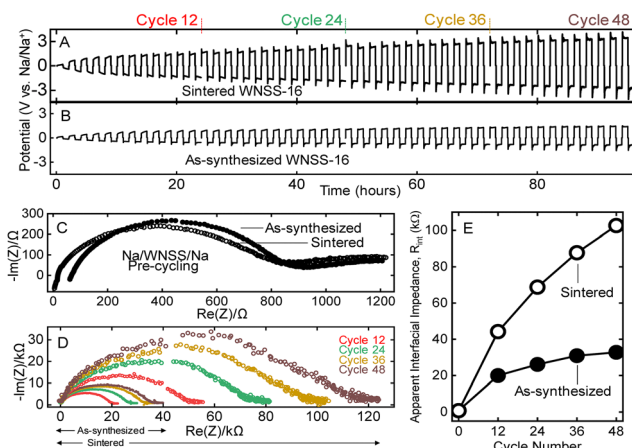 Cycle 12 Cycle 24 Cycle 36 Cycle 48
A
3
0
-3
Sintered WNSS-16
Potential (V vs. Na/Na+)
B
3
0
-3
As-synthesized WNSS-16
0 20 40 60 80
Time (hours)
C
300
200
100
0
-Im(Z)/Ω
As-synthesized
Sintered
Na/WNSS/Na
Pre-cycling
0 200 400 600 800 1000 1200
Re(Z)/Ω
D
30
20
10
0
-Im(Z)/kΩ
Cycle 12
Cycle 24
Cycle 36
Cycle 48
0 20 40 60 80 100 120
As-synthesized
Re(Z)/kΩ
Sintered
E
Apparent Interfacial Impedance, Rint (kΩ)
100
80
60
40
20
0
Sintered
As-synthesized
0 12 24 36 48
Cycle Number